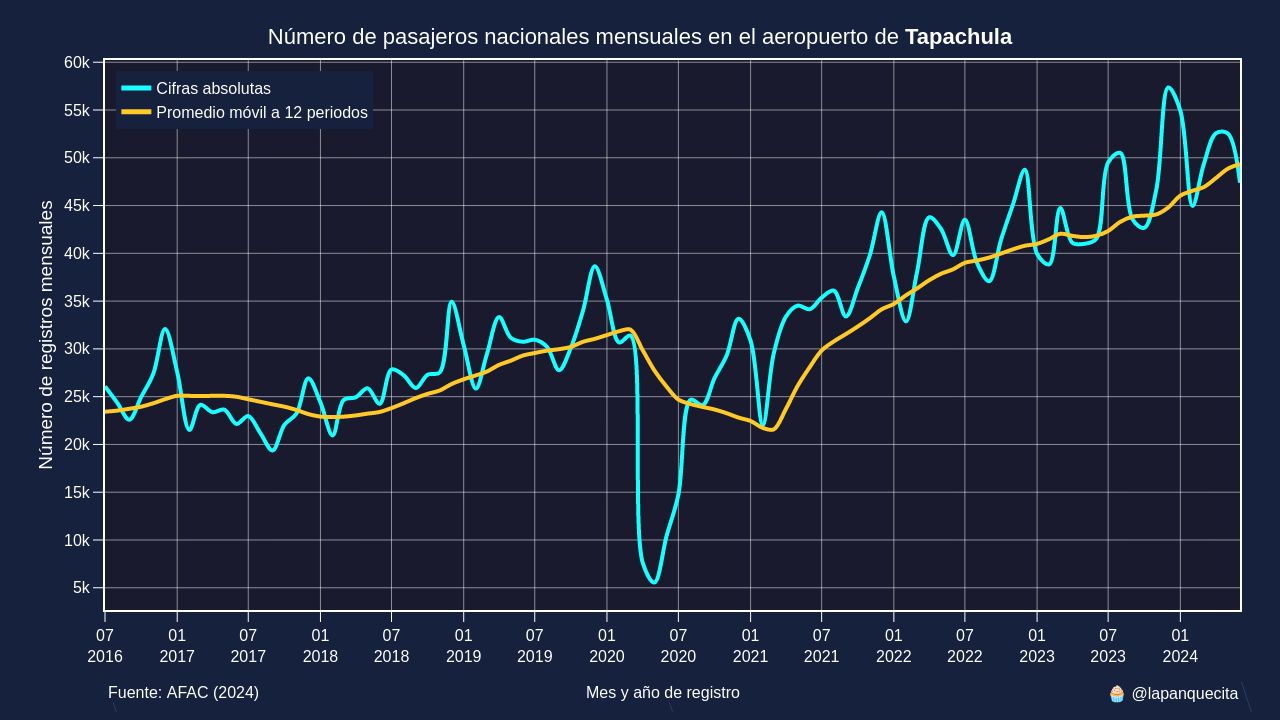 Número de pasajeros nacionales mensuales en el aeropuerto de Tapachula
Cifras absolutas
Promedio móvil a 12 periodos
Número de registros mensuales
60k
55k
50k
45k
40k
35k
30k
25k
20k
15k
10k
5k
07 01 07 01 07 01 07 01 07 01 07 01 07 01 07 01
2016 2017 2017 2018 2018 2019 2019 2020 2020 2021 2021 2022 2022 2023 2023 2024
Fuente: AFAC (2024)
Mes y año de registro
🧁 @lapanquecita